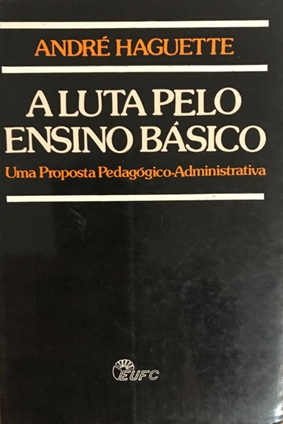 ANDRÉ HAGUETTE
A LUTA PELO
ENSINO BÁSICO
Uma Proposta Pedagógico-Administrativa
EUFC